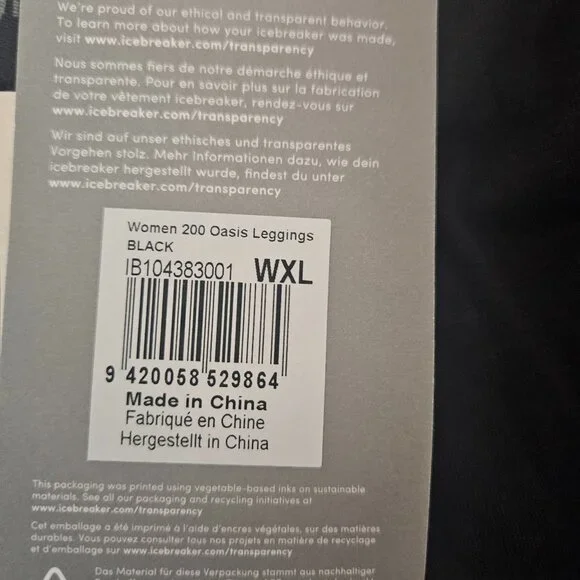 We're proud of our ethical and transparent behavior.
To learn more about how your icebreaker was made,
visit www.icebreaker.com/transparency
Nous sommes fiers de notre démarche éthique et
transparente. Pour en savoir plus sur la fabrication
de votre vêtement icebreaker, rendez-vous sur
www.icebreaker.com/transparency
Wir sind auf unser ethisches und transparentes
Vorgehen stolz. Mehr Informationen dazu, wie dein
icebreaker hergestellt wurde, findest du unter
www.icebreaker.com/transparency
Women 200 Oasis Leggings
BLACK
IB104383001 WXL
9 420058 529864
Made in China
Fabriqué en Chine
Hergestellt in China
This packaging was printed using vegetable-based inks on sustainable
materials. See all our packaging and recycling initiatives at
www.icebreaker.com/transparency
Cet emballage a été imprimé à l'aide d'encres végétales, sur des matières
durables. Vous pouvez consulter tous nos projets en matière de recyclage
et d'emballage sur www.icebreaker.com/transparency
Das Material für diese Verpackung stammt aus nachhaltiger